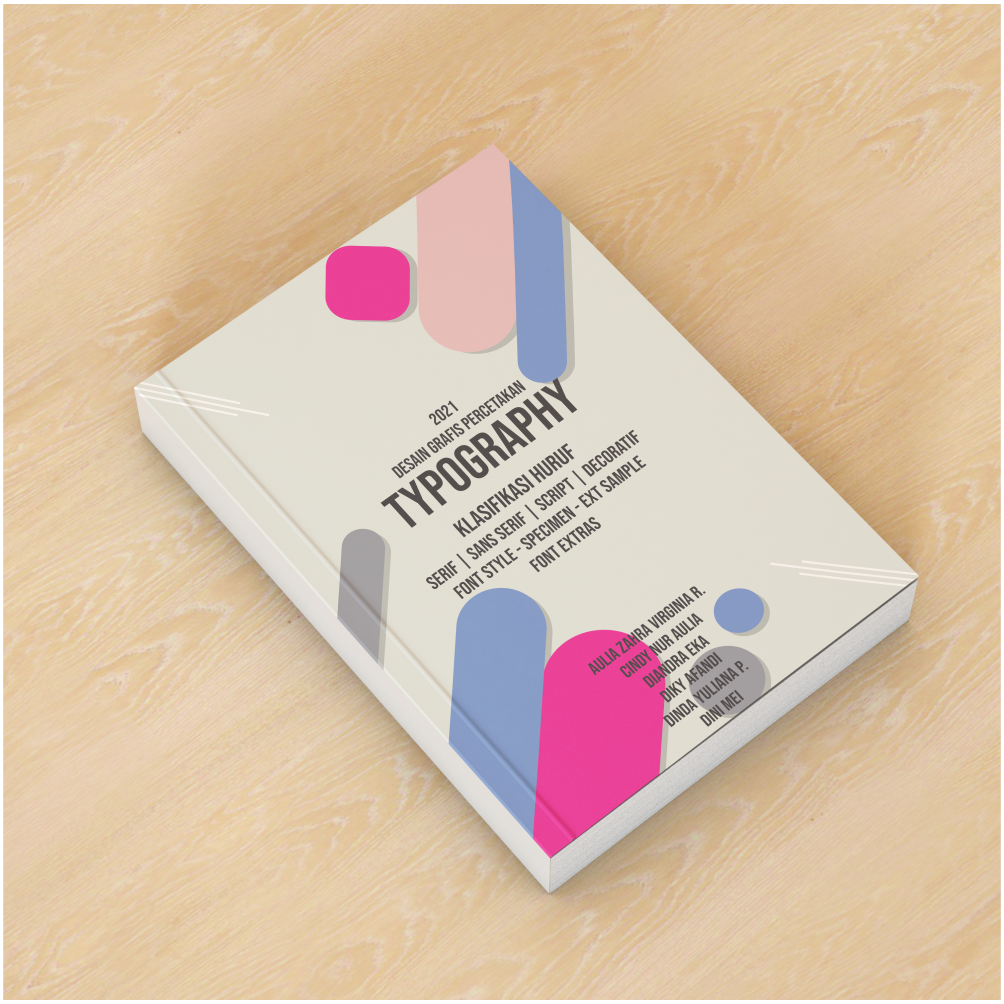 2021
DESAIN GRAFIS PERCETAKAN
TYPOGRAPHY
KLASIFIKASI HURUF
SERIF | SANS SERIF | SCRIPT | DECORATIF
FONT STYLE - SPECIMEN - EXT SAMPLE
FONT EXTRAS
AULIA ZAHRA VIRGINIA R.
CINDY NUR AULIA
DIANDRA EKA
DIKY AFANDI
DINDA YULIANA P.
DINI MEI